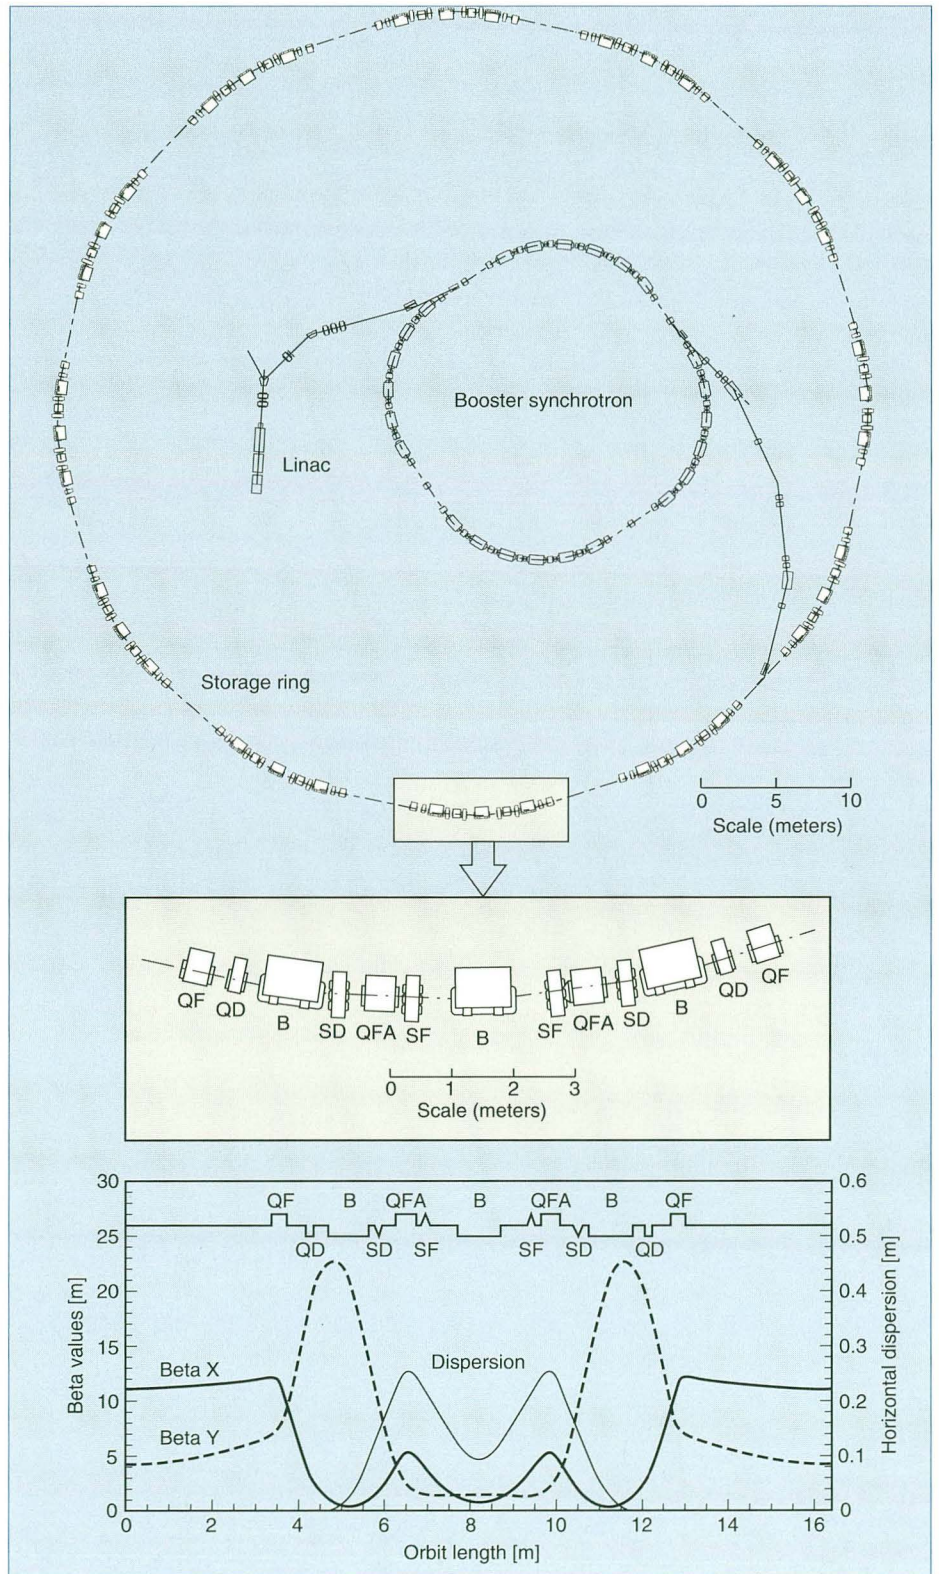 Booster synchrotron
Linac
Storage ring
0 5 10
Scale (meters)
QF QD B SD QFA SF B SF QFA SD B QD QF
0 1 2 3
Scale (meters)
30 0.6
QF B QFA B QFA B QF
25 0.5
QD SD SF SF SD QD
20 0.4
15 0.3
Dispersion
Beta X
10 0.2
Beta Y
5 0.1
0 0
Beta values [m]
Horizontal dispersion [m]
0 2 4 6 8 10 12 14 16
Orbit length [m]